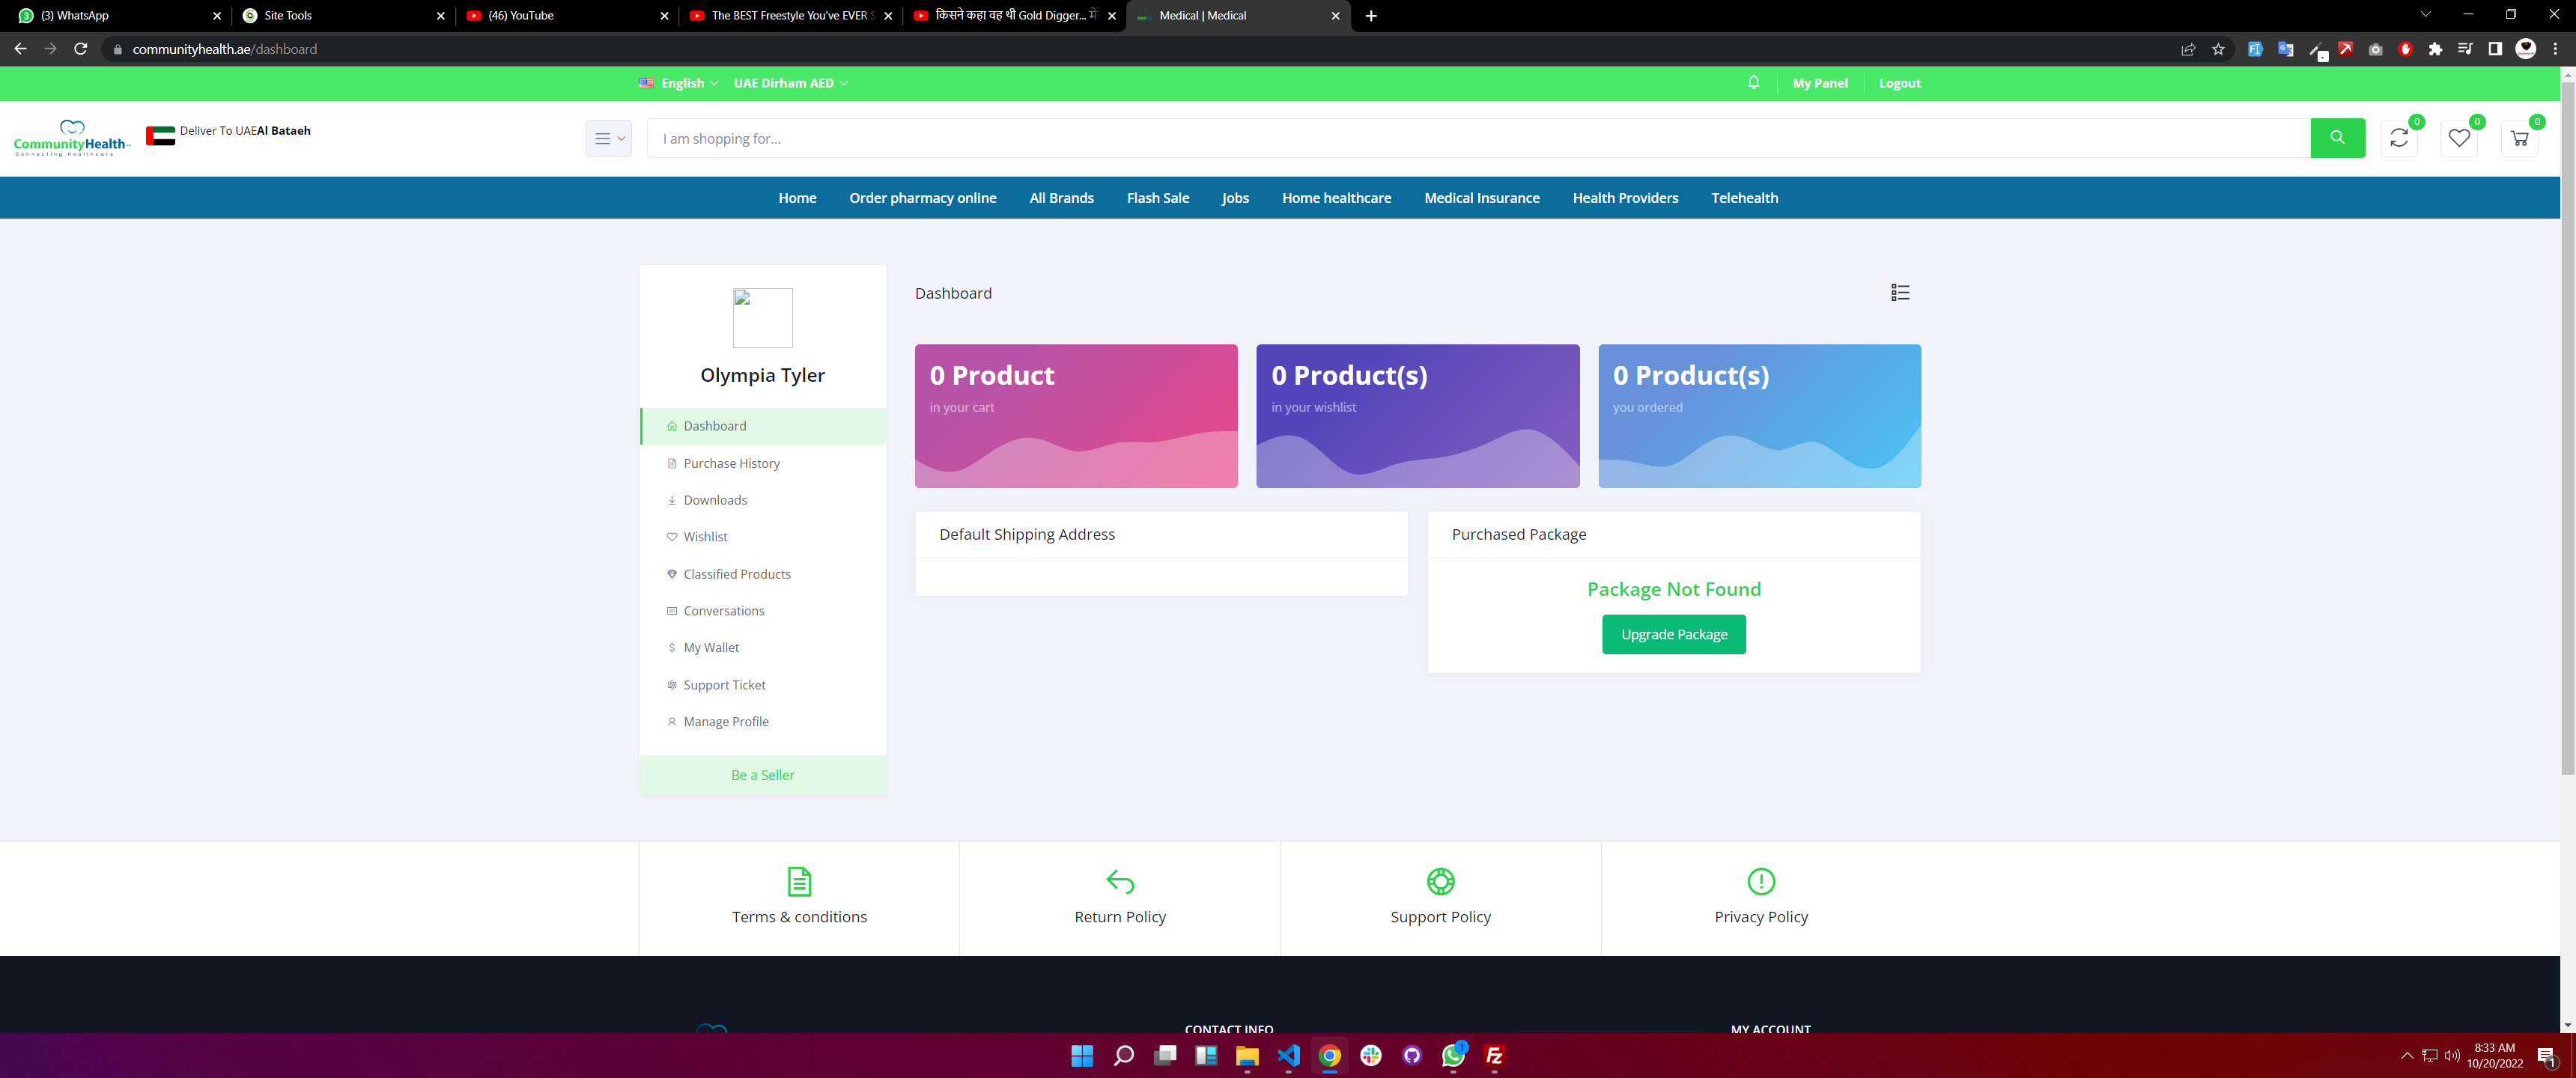 (3) WhatsApp
Site Tools
(46) YouTube
The BEST Freestyle You've EVER S
किसने कहा वह थी Gold Digger... में
Medical | Medical
communityhealth.ae/dashboard
English
UAE Dirham AED
My Panel
Logout
CommunityHealth
Connecting Healthcare
Deliver To UAEAl Bataeh
I am shopping for...
0
0
0
Home
Order pharmacy online
All Brands
Flash Sale
Jobs
Home healthcare
Medical Insurance
Health Providers
Telehealth
Olympia Tyler
Dashboard
Purchase History
Downloads
Wishlist
Classified Products
Conversations
My Wallet
Support Ticket
Manage Profile
Be a Seller
Dashboard
0 Product
in your cart
0 Product(s)
in your wishlist
0 Product(s)
you ordered
Default Shipping Address
Purchased Package
Package Not Found
Upgrade Package
Terms & conditions
Return Policy
Support Policy
Privacy Policy
CONTACT INFO
MY ACCOUNT
1
8:33 AM
10/20/2022
1